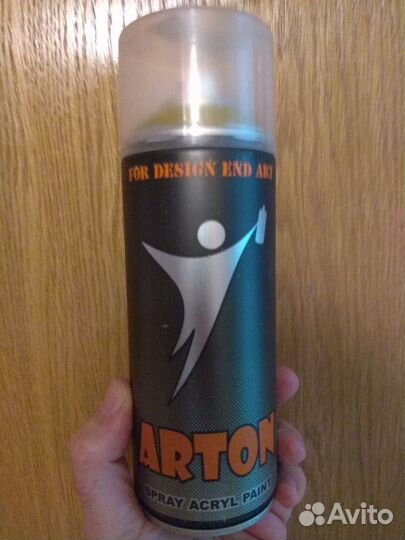 FOR DESIGN END ART
ARTON
SPRAY ACRYL PAINT
Avito